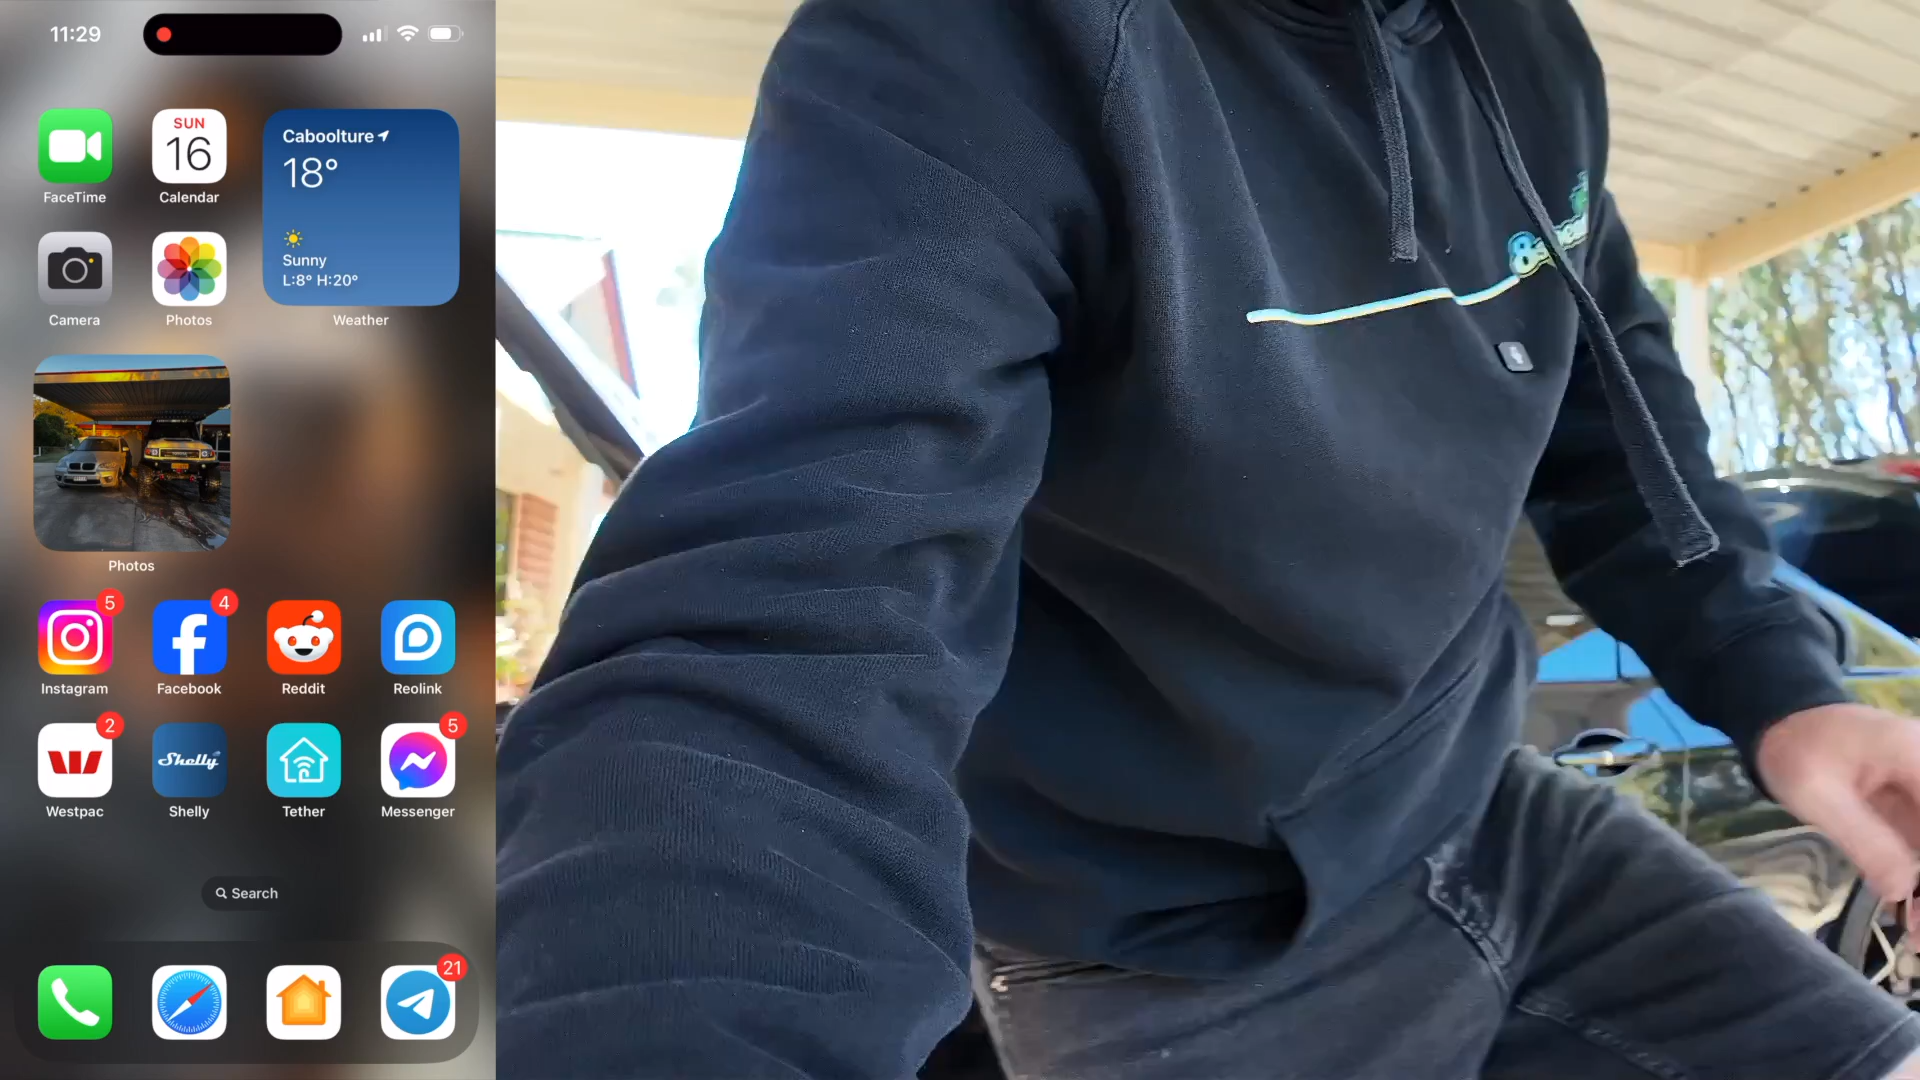 11:29
FaceTime
SUN
16
Calendar
Caboolture
18°
Sunny
L:8° H:20°
Weather
Camera
Photos
Photos
5
Instagram
4
Facebook
Reddit
Reolink
2
Westpac
Shelly
Shelly
Tether
5
Messenger
Search
21